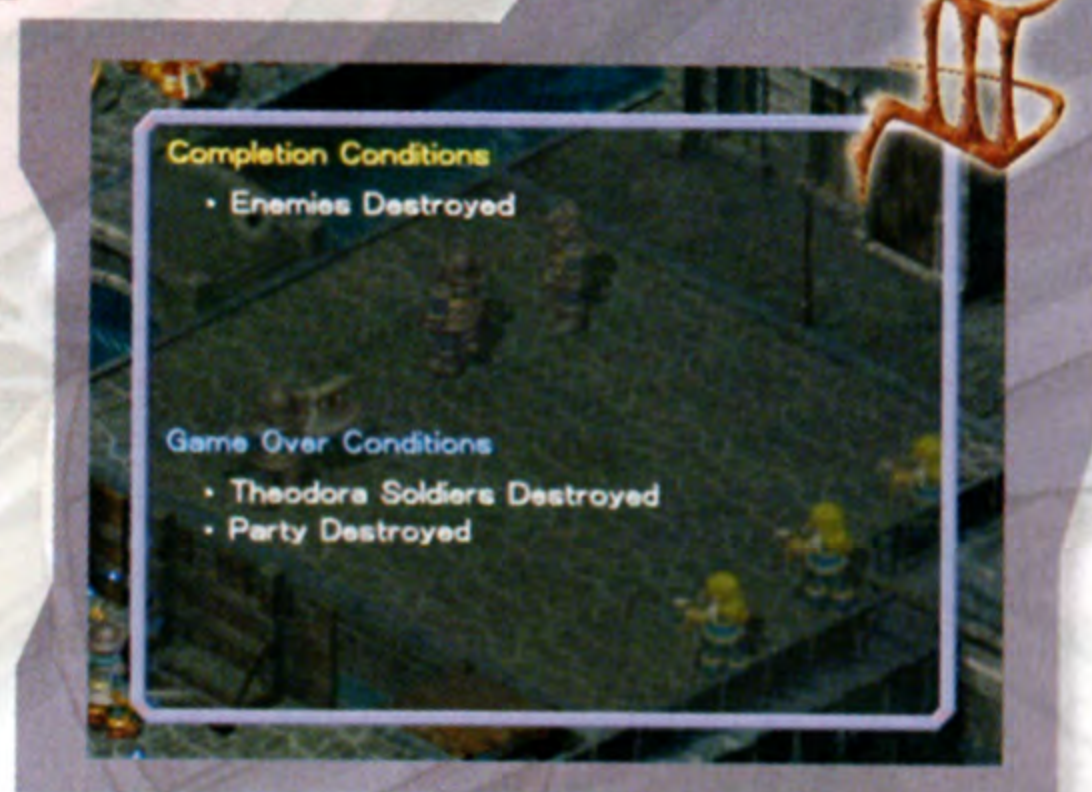 Completion Conditions
· Enemies Destroyed
Game Over Conditions
· Theodora Soldiers Destroyed
· Party Destroyed